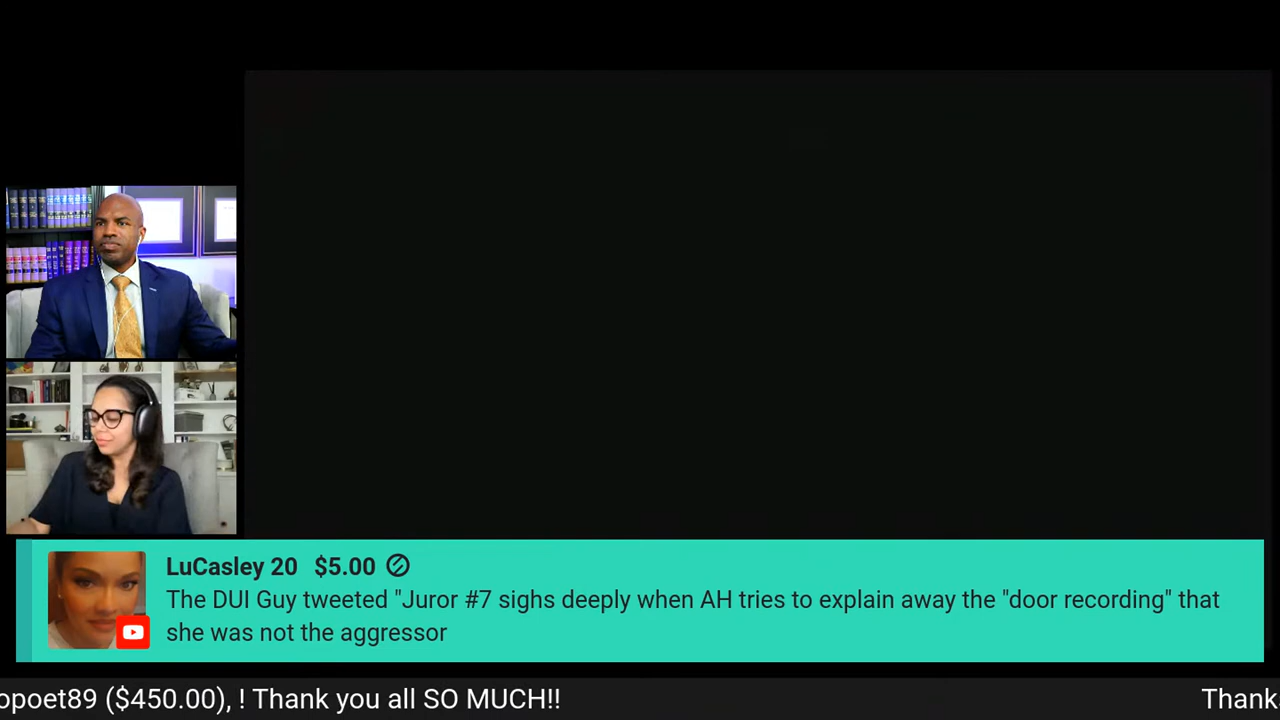 LuCasley 20 $5.00
The DUI Guy tweeted "Juror #7 sighs deeply when AH tries to explain away the "door recording" that
she was not the aggressor
opoet89 ($450.00), ! Thank you all SO MUCH!! Thank